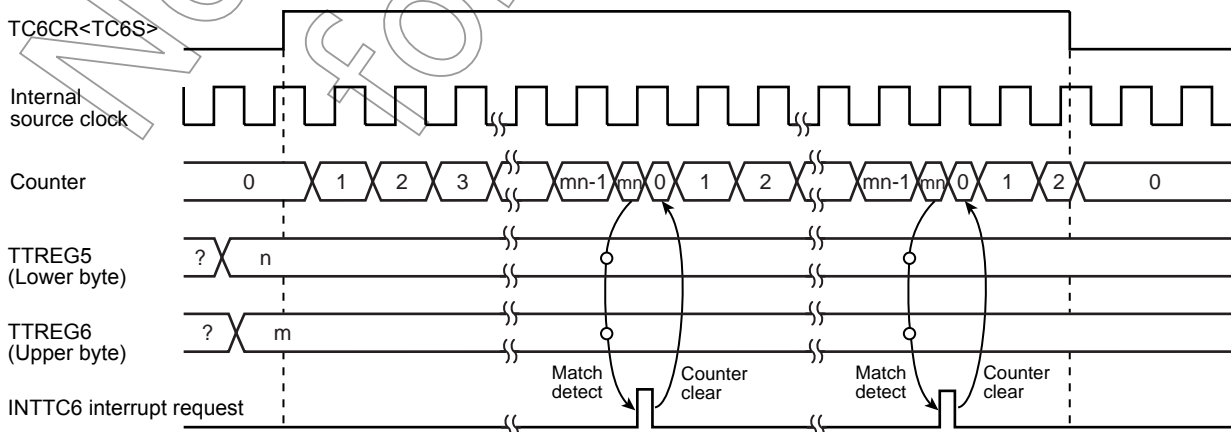 TC6CR<TC6S>
Internal
source clock
Counter
0 1 2 3 mn-1 mn 0 1 2 mn-1 mn 0 1 2 0
TTREG5
(Lower byte)
? n
TTREG6
(Upper byte)
? m
Match
detect
Counter
clear
Match
detect
Counter
clear
INTTC6 interrupt request